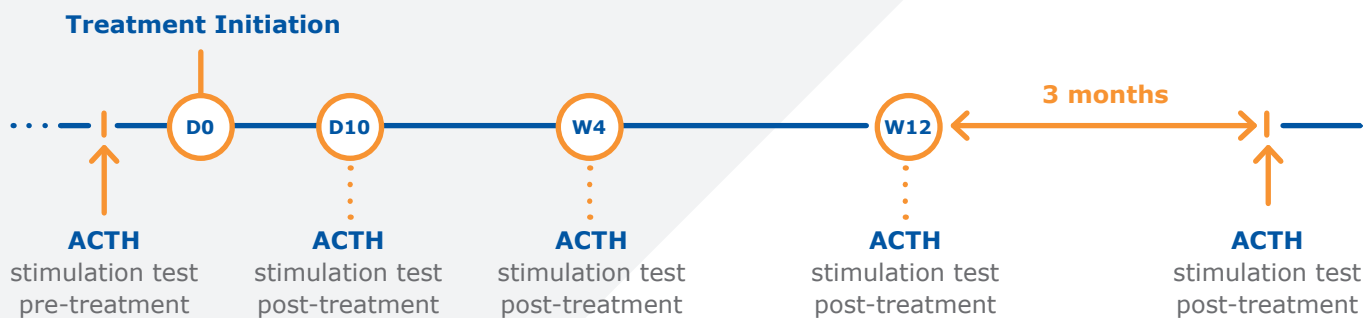 Treatment Initiation
3 months
D0
D10
W4
W12
ACTH
stimulation test
pre-treatment
ACTH
stimulation test
post-treatment
ACTH
stimulation test
post-treatment
ACTH
stimulation test
post-treatment
ACTH
stimulation test
post-treatment